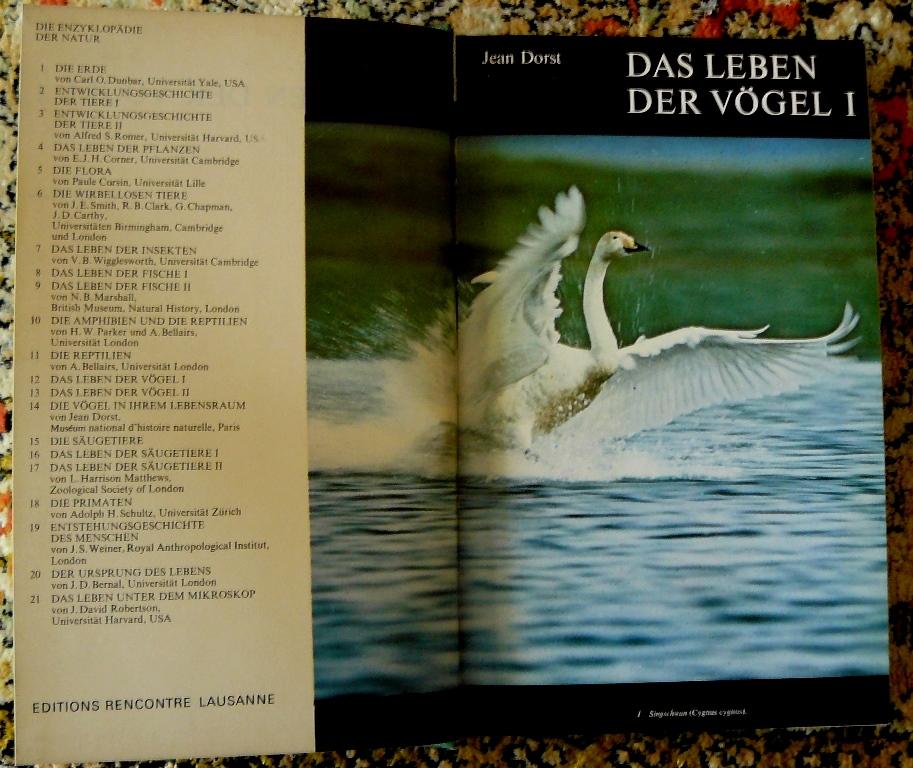 DIE ENZYKLOPÄDIE
DER NATUR
1 DIE ERDE
von Carl O. Dunbar, Universität Yale, USA
2 ENTWICKLUNGSGESCHICHTE
DER TIERE I
3 ENTWICKLUNGSGESCHICHTE
DER TIERE II
von Alfred S. Romer, Universität Harvard, USA
4 DAS LEBEN DER PFLANZEN
von E. J. H. Corner, Universität Cambridge
5 DIE FLORA
von Paule Corsin, Universität Lille
6 DIE WIRBELLOSEN TIERE
von J. E. Smith, R. B. Clark, G. Chapman,
J. D. Carthy,
Universitäten Birmingham, Cambridge
und London
7 DAS LEBEN DER INSEKTEN
von V. B. Wigglesworth, Universität Cambridge
8 DAS LEBEN DER FISCHE I
9 DAS LEBEN DER FISCHE II
von N. B. Marshall,
British Museum, Natural History, London
10 DIE AMPHIBIEN UND DIE REPTILIEN
von H. W. Parker und A. Bellairs,
Universität London
11 DIE REPTILIEN
von A. Bellairs, Universität London
12 DAS LEBEN DER VÖGEL I
13 DAS LEBEN DER VÖGEL II
14 DIE VÖGEL IN IHREM LEBENSRAUM
von Jean Dorst,
Muséum national d'histoire naturelle, Paris
15 DIE SÄUGETIERE
16 DAS LEBEN DER SÄUGETIERE I
17 DAS LEBEN DER SÄUGETIERE II
von L. Harrison Matthews,
Zoological Society of London
18 DIE PRIMATEN
von Adolph H. Schultz, Universität Zürich
19 ENTSTEHUNGSGESCHICHTE
DES MENSCHEN
von J. S. Weiner, Royal Anthropological Institut,
London
20 DER URSPRUNG DES LEBENS
von J. D. Bernal, Universität London
21 DAS LEBEN UNTER DEM MIKROSKOP
von J. David Robertson,
Universität Harvard, USA
EDITIONS RENCONTRE LAUSANNE
Jean Dorst
DAS LEBEN
DER VÖGEL I
1 Singschwan (Cygnus cygnus).